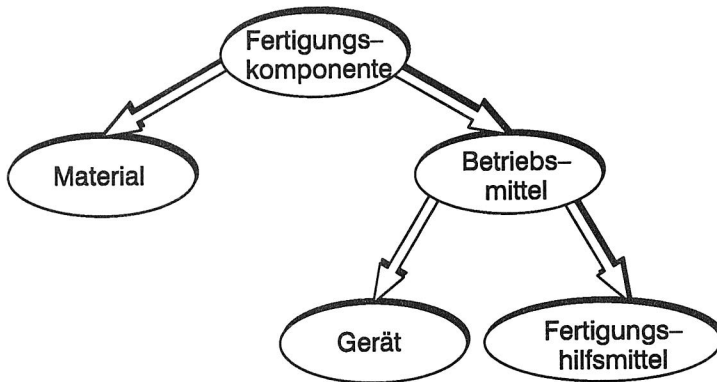 Fertigungs–
komponente
Material
Betriebs–
mittel
Gerät
Fertigungs–
hilfsmittel